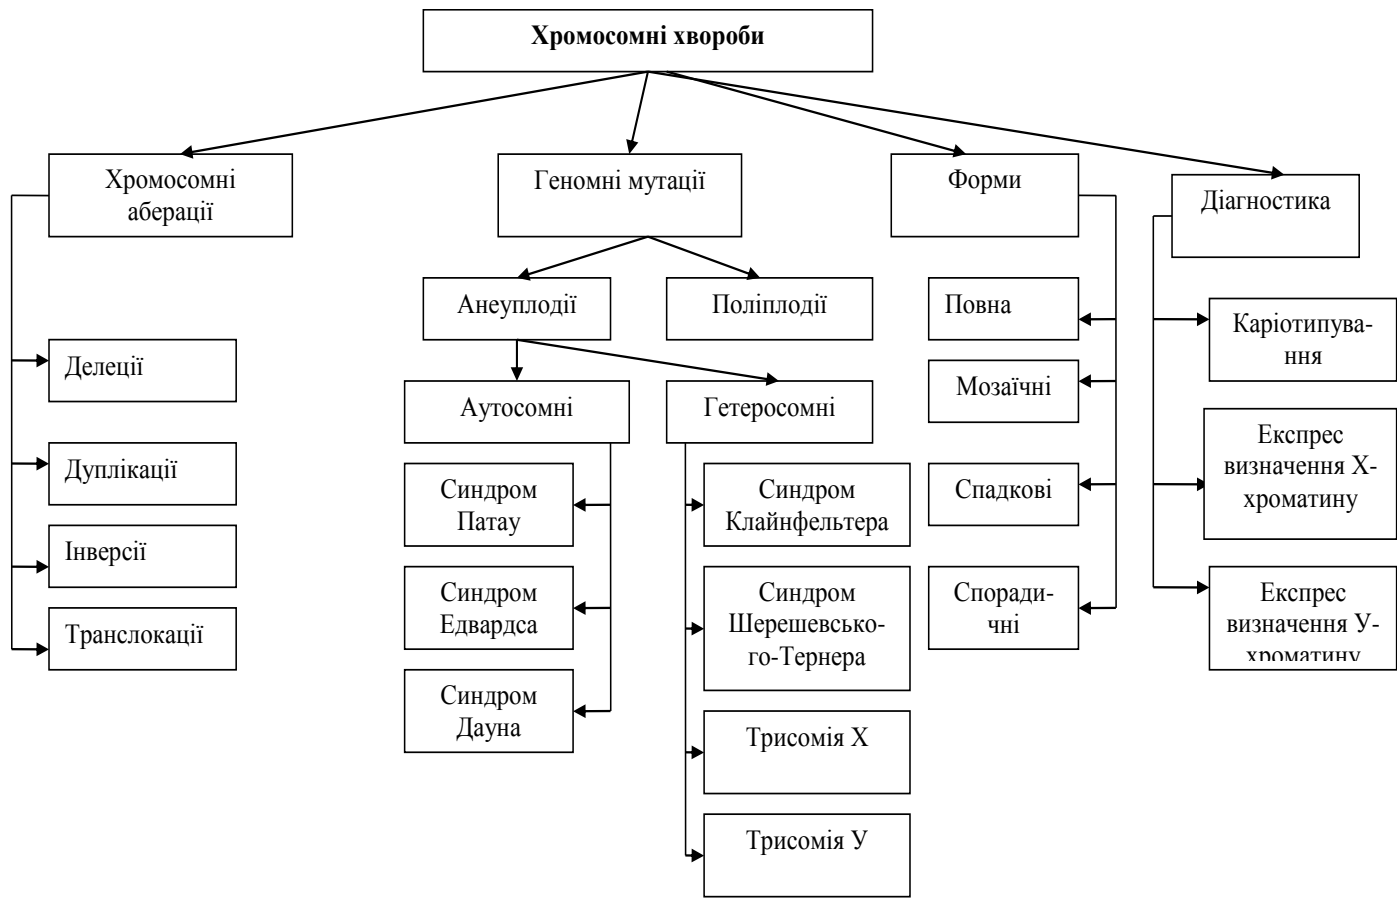 Хромосомні хвороби
Хромосомні
аберації
Геномні мутації
Форми
Діагностика
Анеуплодії
Поліплодії
Повна
Каріотипува-
ння
Делеції
Аутосомні
Гетеросомні
Мозаїчні
Дуплікації
Синдром
Патау
Синдром
Клайнфельтера
Спадкові
Експрес
визначення Х-
хроматину
Інверсії
Синдром
Едвардса
Синдром
Шерешевсько-
го-Тернера
Споради-
чні
Експрес
визначення У-
хроматину
Транслокації
Синдром
Дауна
Трисомія Х
Трисомія У